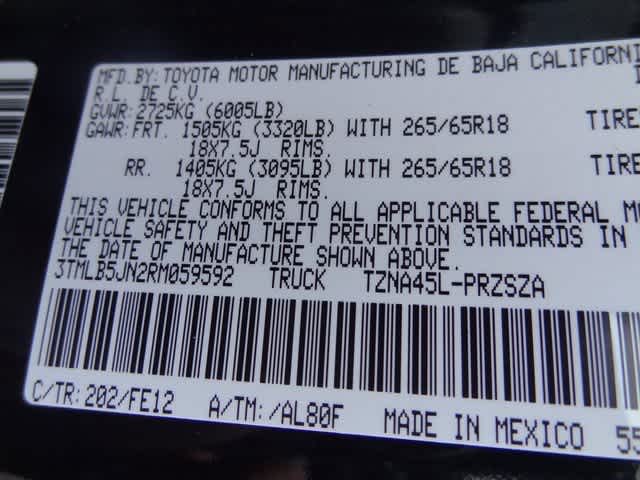 MFD.BY: TOYOTA MOTOR MANUFACTURING DE BAJA CALIFORNI
R.L. DE C.V.
GVWR: 2725KG (6005LB)
GAWR: FRT. 1505KG (3320LB) WITH 265/65R18 TIRE
18X7.5J RIMS.
RR. 1405KG (3095LB) WITH 265/65R18 TIRE
18X7.5J RIMS.
THIS VEHICLE CONFORMS TO ALL APPLICABLE FEDERAL M
VEHICLE SAFETY AND THEFT PREVENTION STANDARDS IN
THE DATE OF MANUFACTURE SHOWN ABOVE.
3TMLB5JN2RM059592 TRUCK TZNA45L-PRZSZA
C/TR: 202/FE12 A/TM: /AL80F MADE IN MEXICO 55